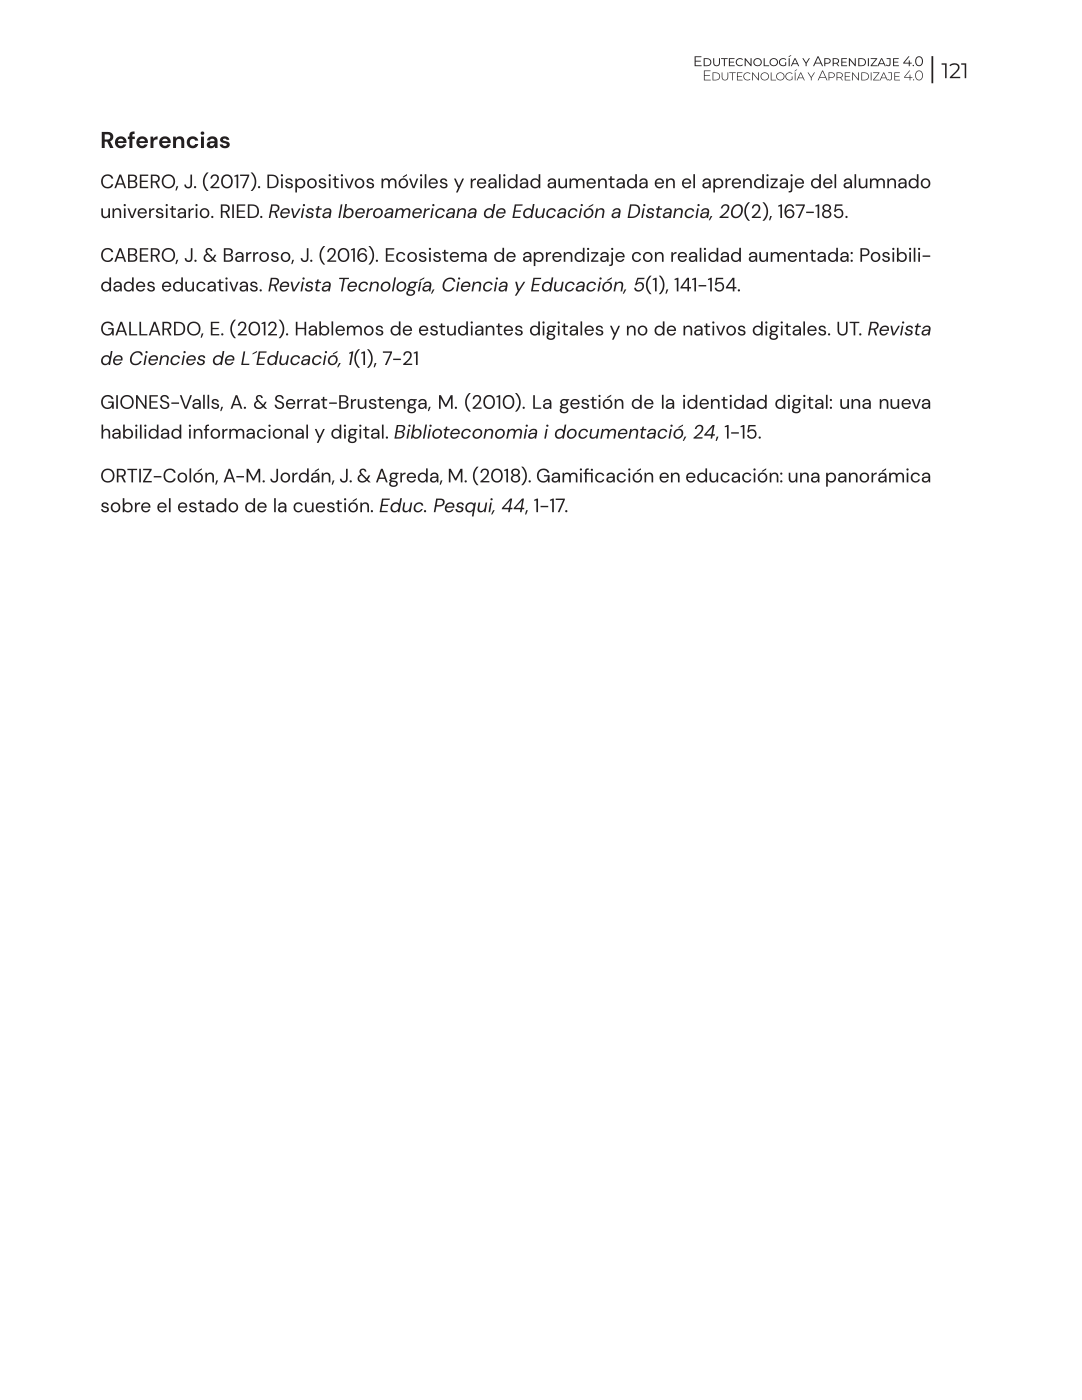 Edutecnología y Aprendizaje 4.0
Edutecnología y Aprendizaje 4.0
121
Referencias
CABERO, J. (2017). Dispositivos móviles y realidad aumentada en el aprendizaje del alumnado
universitario. RIED. Revista Iberoamericana de Educación a Distancia, 20(2), 167-185.
CABERO, J. & Barroso, J. (2016). Ecosistema de aprendizaje con realidad aumentada: Posibili-
dades educativas. Revista Tecnología, Ciencia y Educación, 5(1), 141-154.
GALLARDO, E. (2012). Hablemos de estudiantes digitales y no de nativos digitales. UT. Revista
de Ciencies de L´Educació, 1(1), 7-21
GIONES-Valls, A. & Serrat-Brustenga, M. (2010). La gestión de la identidad digital: una nueva
habilidad informacional y digital. Biblioteconomia i documentació, 24, 1-15.
ORTIZ-Colón, A-M. Jordán, J. & Agreda, M. (2018). Gamificación en educación: una panorámica
sobre el estado de la cuestión. Educ. Pesqui, 44, 1-17.